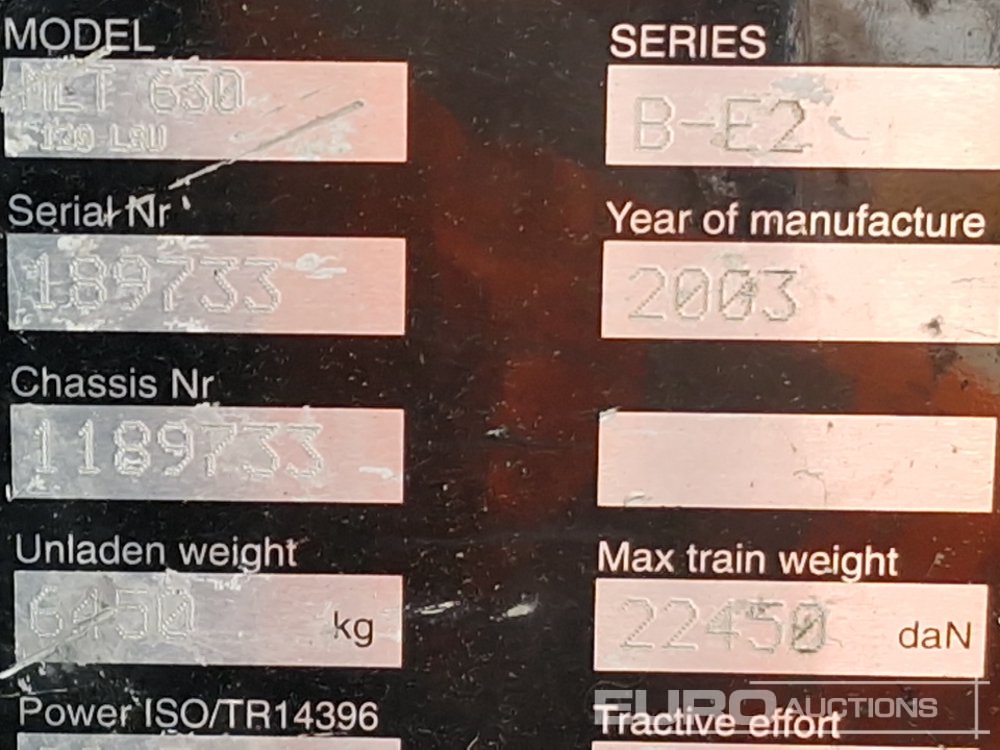 MODEL
MLT 630
120 LSU
Serial Nr
189733
Chassis Nr
1189733
Unladen weight
6450 kg
Power ISO/TR14396
SERIES
B-E2
Year of manufacture
2003
Max train weight
22450 daN
Tractive effort
EURO AUCTIONS